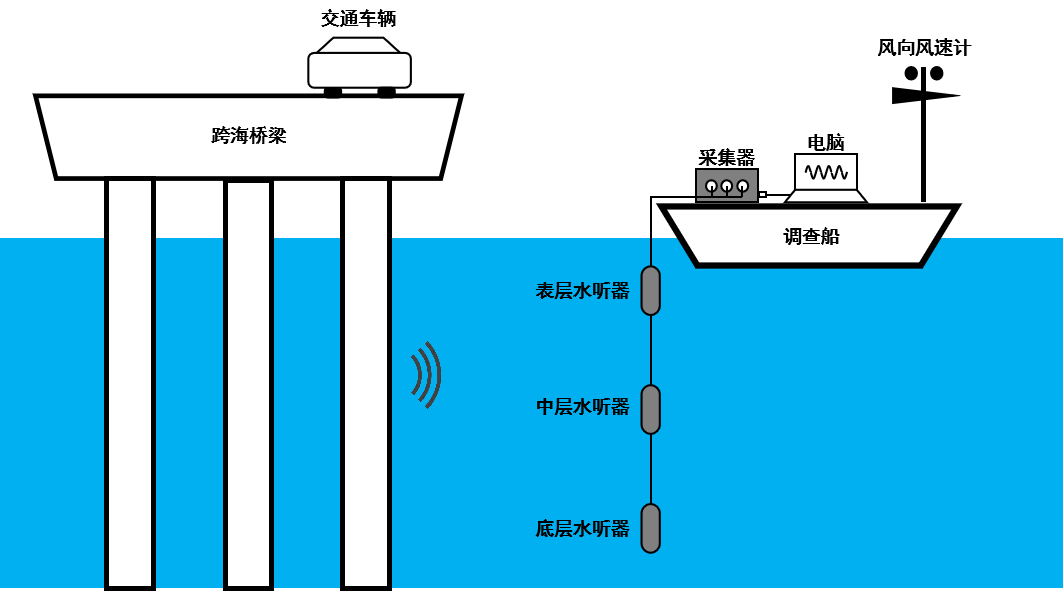 交通车辆
风向风速计
跨海桥梁
采集器
电脑
调查船
表层水听器
中层水听器
底层水听器